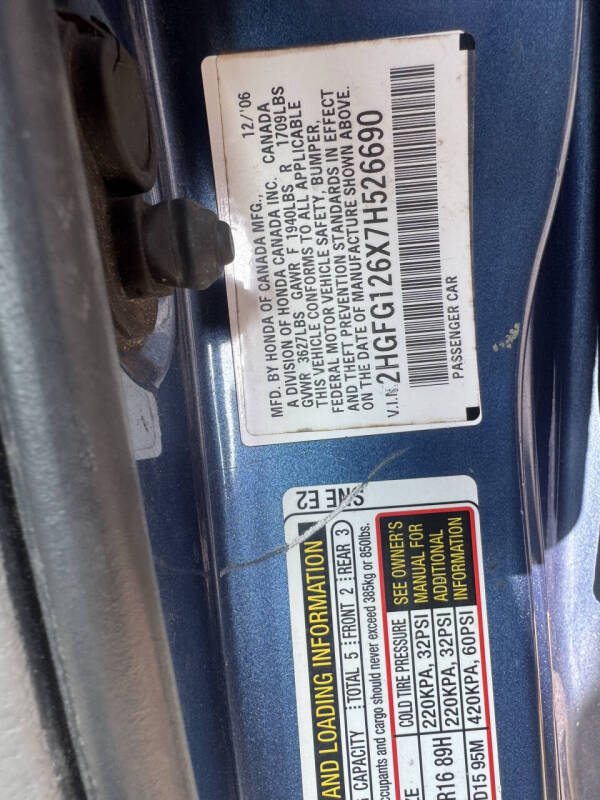 MFD. BY HONDA OF CANADA MFG., 12/'06
A DIVISION OF HONDA CANADA INC. CANADA
GVWR 3627LBS GAWR F 1940LBS R 1709LBS
THIS VEHICLE CONFORMS TO ALL APPLICABLE
FEDERAL MOTOR VEHICLE SAFETY, BUMPER,
AND THEFT PREVENTION STANDARDS IN EFFECT
ON THE DATE OF MANUFACTURE SHOWN ABOVE.
V.I.N. 2HGFG126X7H526690
PASSENGER CAR
SNE E2
AND LOADING INFORMATION
CAPACITY TOTAL 5 FRONT 2 REAR 3
ccupants and cargo should never exceed 385kg or 850lbs.
COLD TIRE PRESSURE SEE OWNER'S
220KPA, 32PSI MANUAL FOR
R16 89H 220KPA, 32PSI ADDITIONAL
D15 95M 420KPA, 60PSI INFORMATION